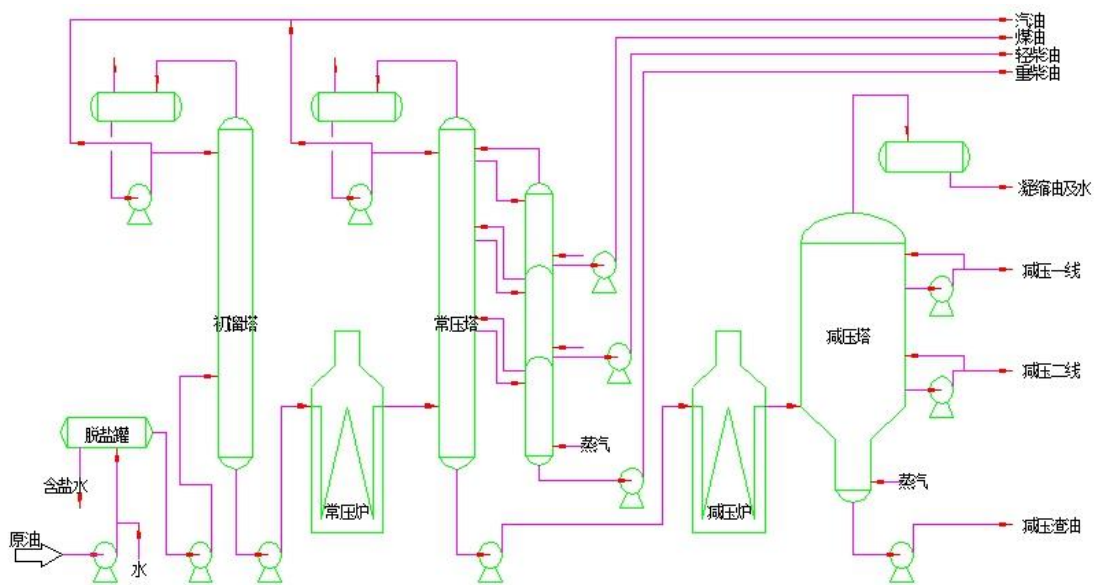 汽油
煤油
轻柴油
重柴油
凝缩油及水
减压一线
初馏塔
常压塔
减压塔
减压二线
脱盐罐
蒸气
含盐水
蒸气
常压炉
减压炉
减压查油
原油
水